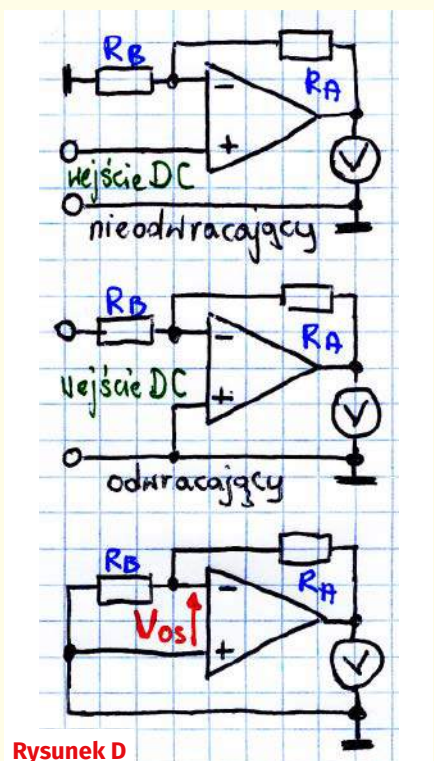 RB
RA
−
+
V
wejście DC
nieodwracający
RB
RA
−
+
V
wejście DC
odwracający
RB
RA
−
+
Vos
V
Rysunek D